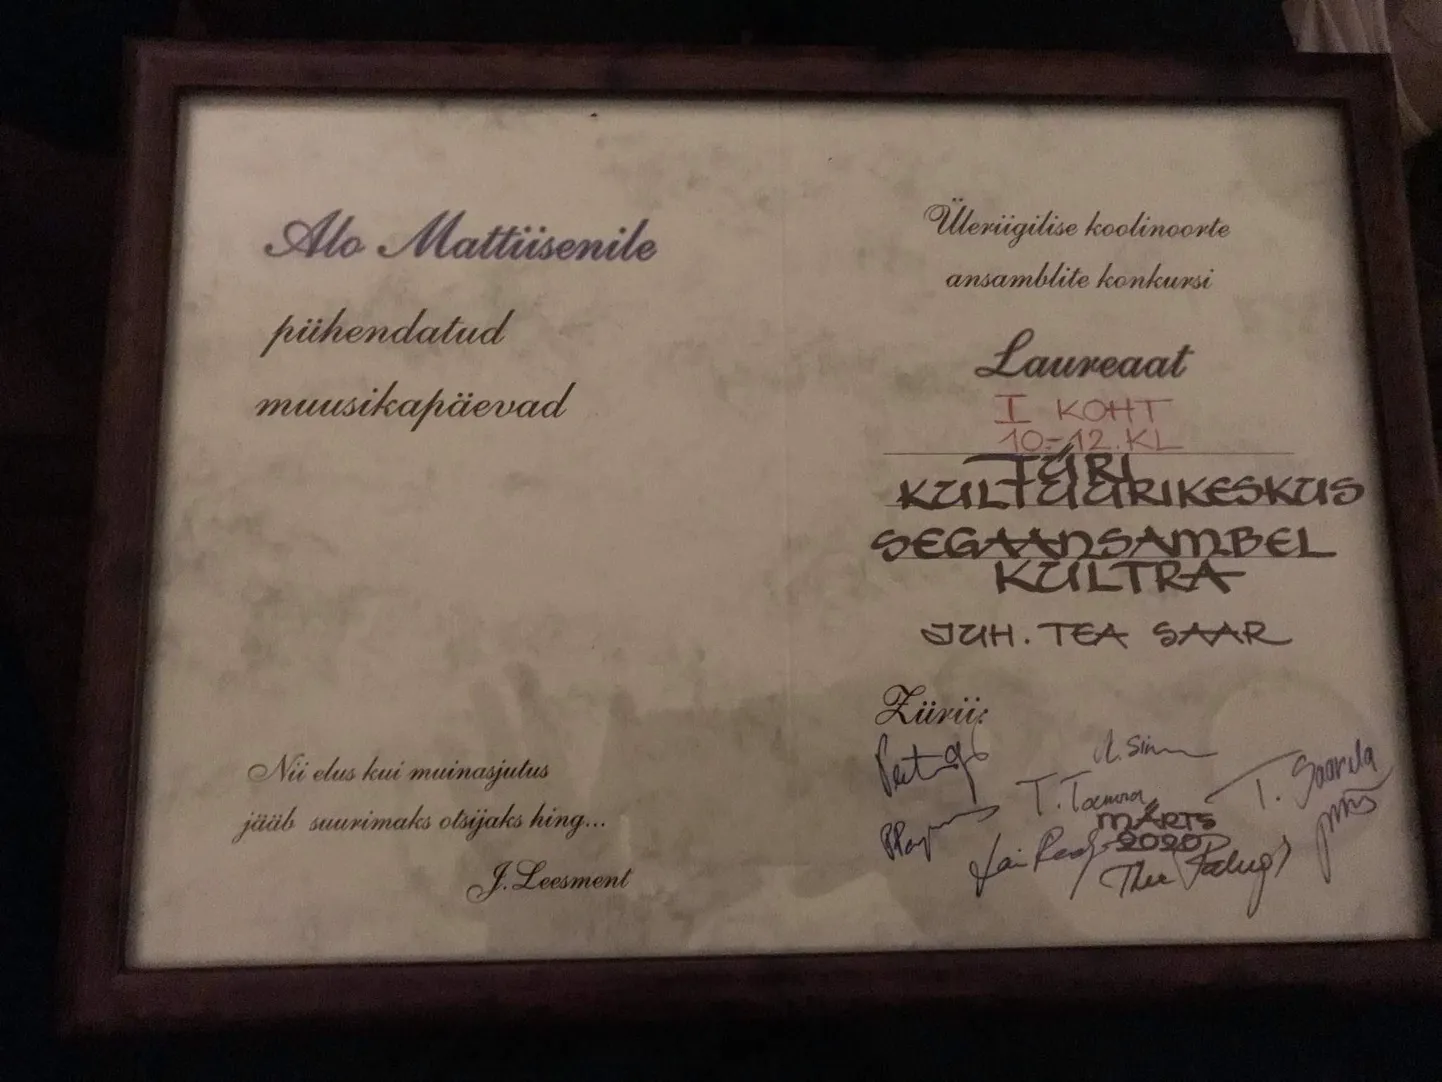 Alo Mattiisenile
pühendatud
muusikapäevad
Nii elus kui muinasjutus
jääb suurimaks otsijaks hing...
J. Leesment
Üleriigilise koolinoorte
ansamblite konkursi
Laureaat
I KOHT
10.-12. KL
TÜRI
KULTUURIKESKUS
SEGAANSAMBEL
KULTRA
JUH. TEA SAAR
Žürii:
MÄRTS
2020